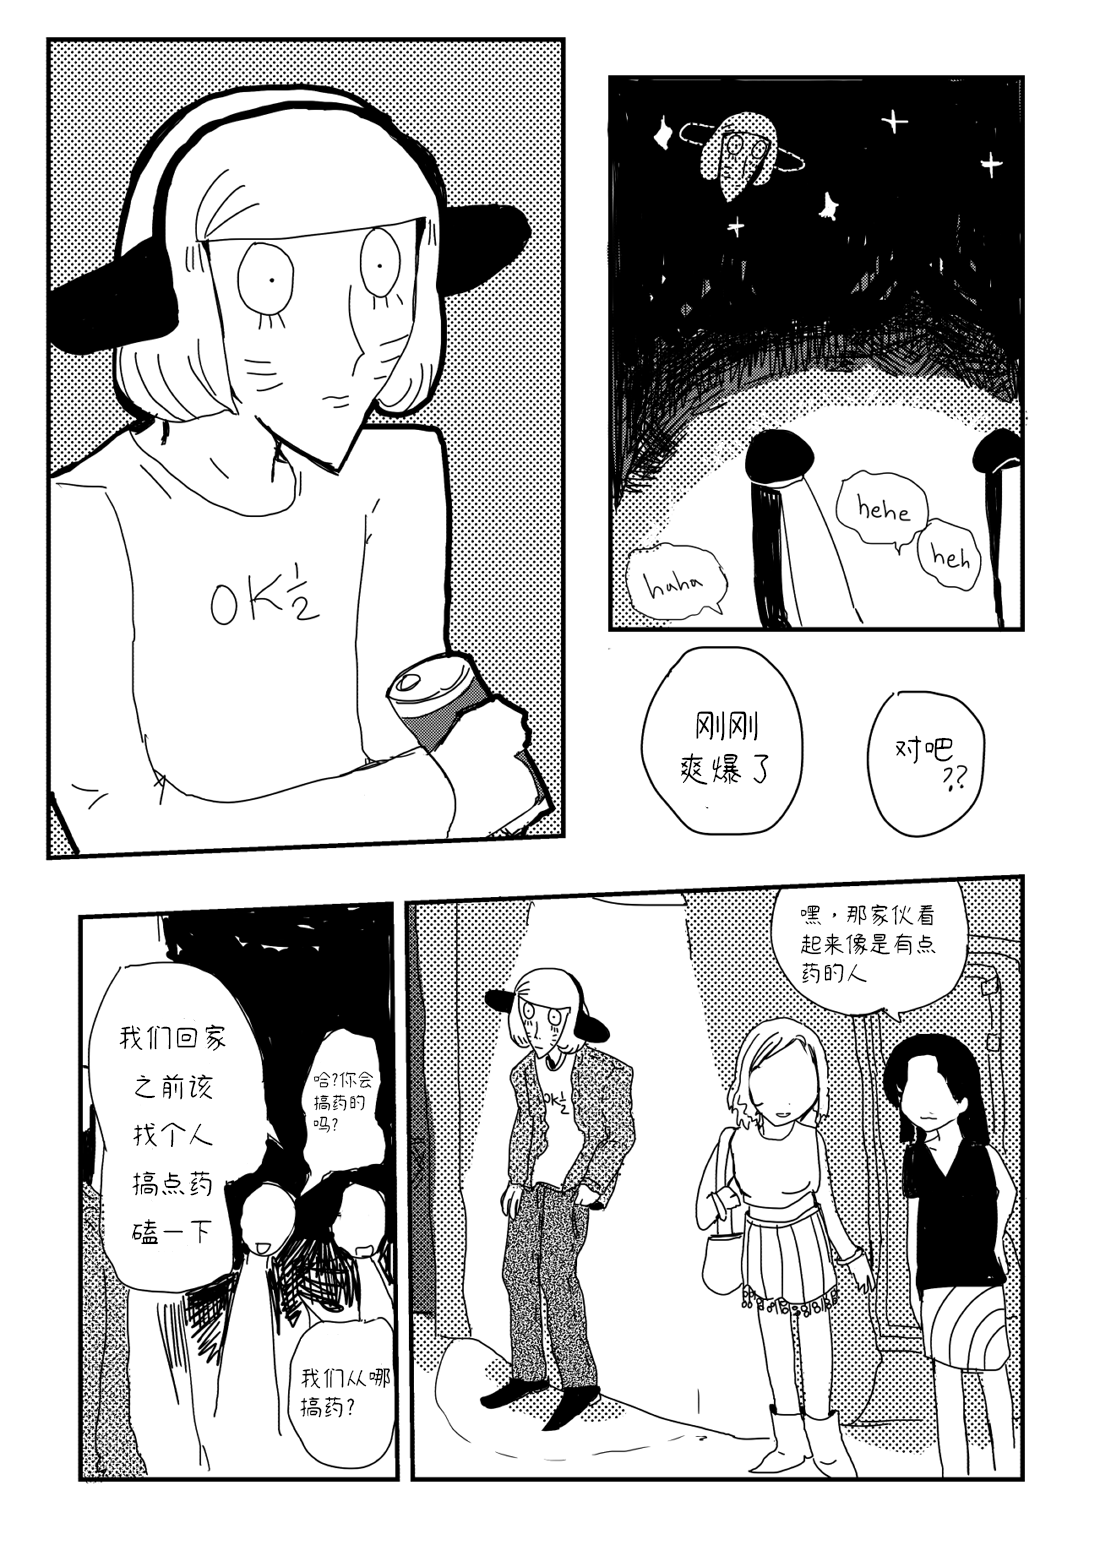 OK½
haha
hehe
heh
刚刚
爽爆了
对吧
??
我们回家
之前该
找个人
搞点药
磕一下
哈?你会
搞药的
吗?
我们从哪
搞药?
OK½
嘿，那家伙看
起来像是有点
药的人